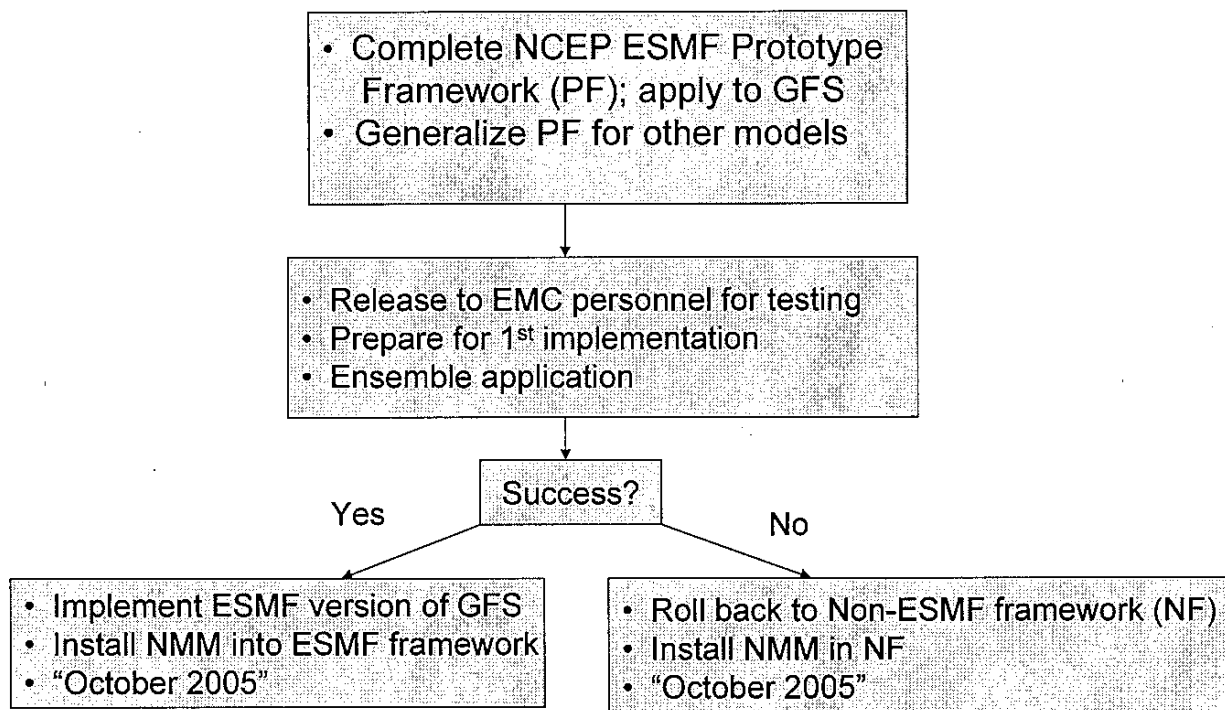 • Complete NCEP ESMF Prototype
Framework (PF); apply to GFS
• Generalize PF for other models
• Release to EMC personnel for testing
• Prepare for 1st implementation
• Ensemble application
Success?
Yes
No
• Implement ESMF version of GFS
• Install NMM into ESMF framework
• “October 2005”
• Roll back to Non-ESMF framework (NF)
• Install NMM in NF
• “October 2005”